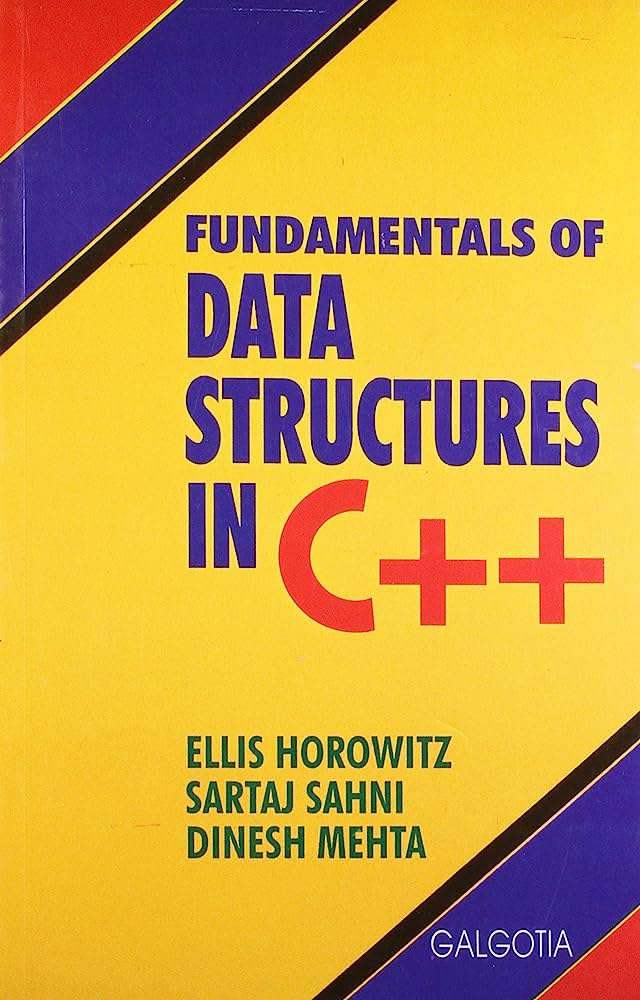 FUNDAMENTALS OF
DATA
STRUCTURES
IN C++
ELLIS HOROWITZ
SARTAJ SAHNI
DINESH MEHTA
GALGOTIA